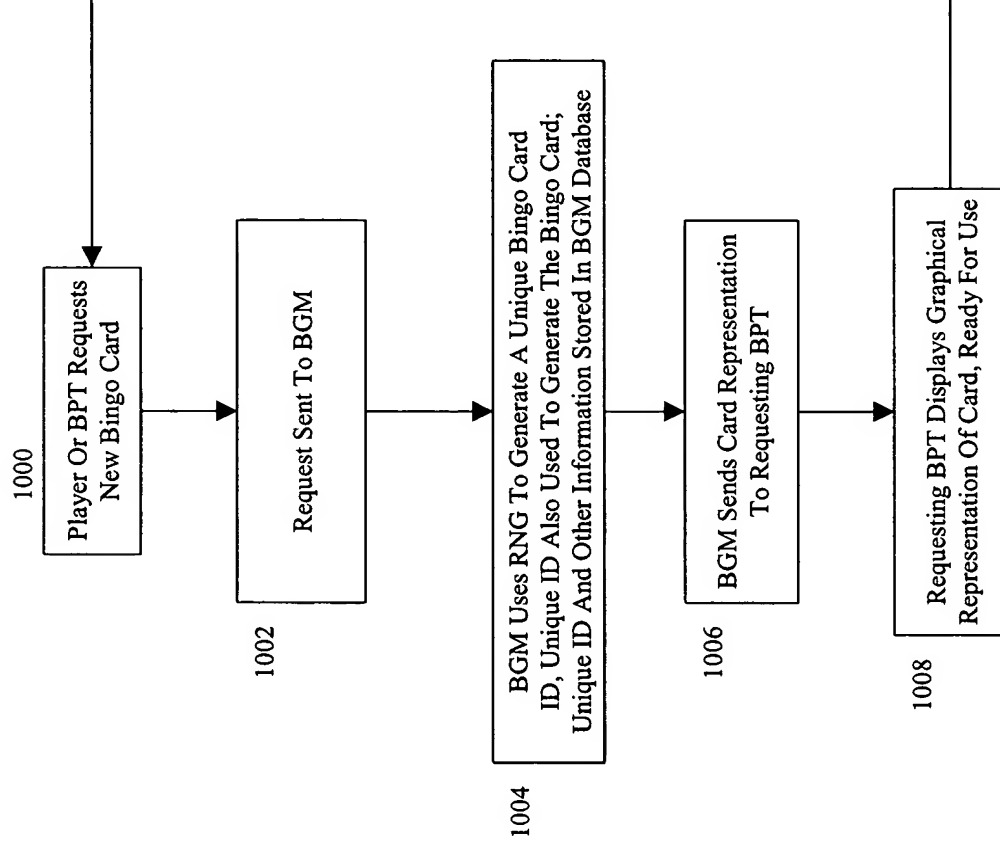 1000
Player Or BPT Requests
New Bingo Card
1002
Request Sent To BGM
1004
BGM Uses RNG To Generate A Unique Bingo Card
ID, Unique ID Also Used To Generate The Bingo Card;
Unique ID And Other Information Stored In BGM Database
1006
BGM Sends Card Representation
To Requesting BPT
1008
Requesting BPT Displays Graphical
Representation Of Card, Ready For Use